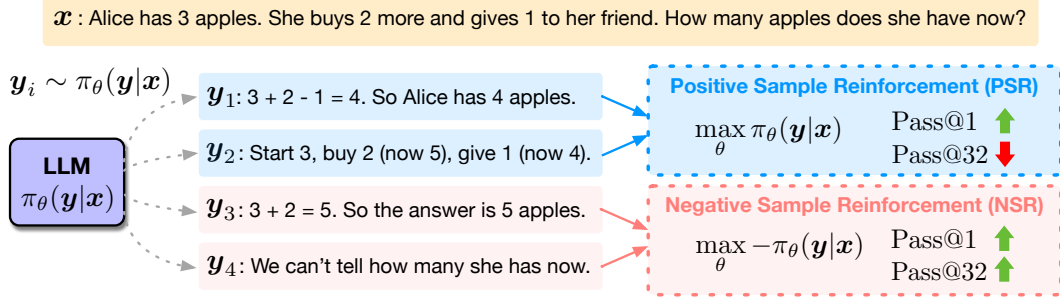 x : Alice has 3 apples. She buys 2 more and gives 1 to her friend. How many apples does she have now?
y_i ∼ π_θ(y|x)
LLM
π_θ(y|x)
y_1: 3 + 2 - 1 = 4. So Alice has 4 apples.
y_2: Start 3, buy 2 (now 5), give 1 (now 4).
y_3: 3 + 2 = 5. So the answer is 5 apples.
y_4: We can't tell how many she has now.
Positive Sample Reinforcement (PSR)
max_θ π_θ(y|x)
Pass@1
Pass@32
Negative Sample Reinforcement (NSR)
max_θ −π_θ(y|x)
Pass@1
Pass@32